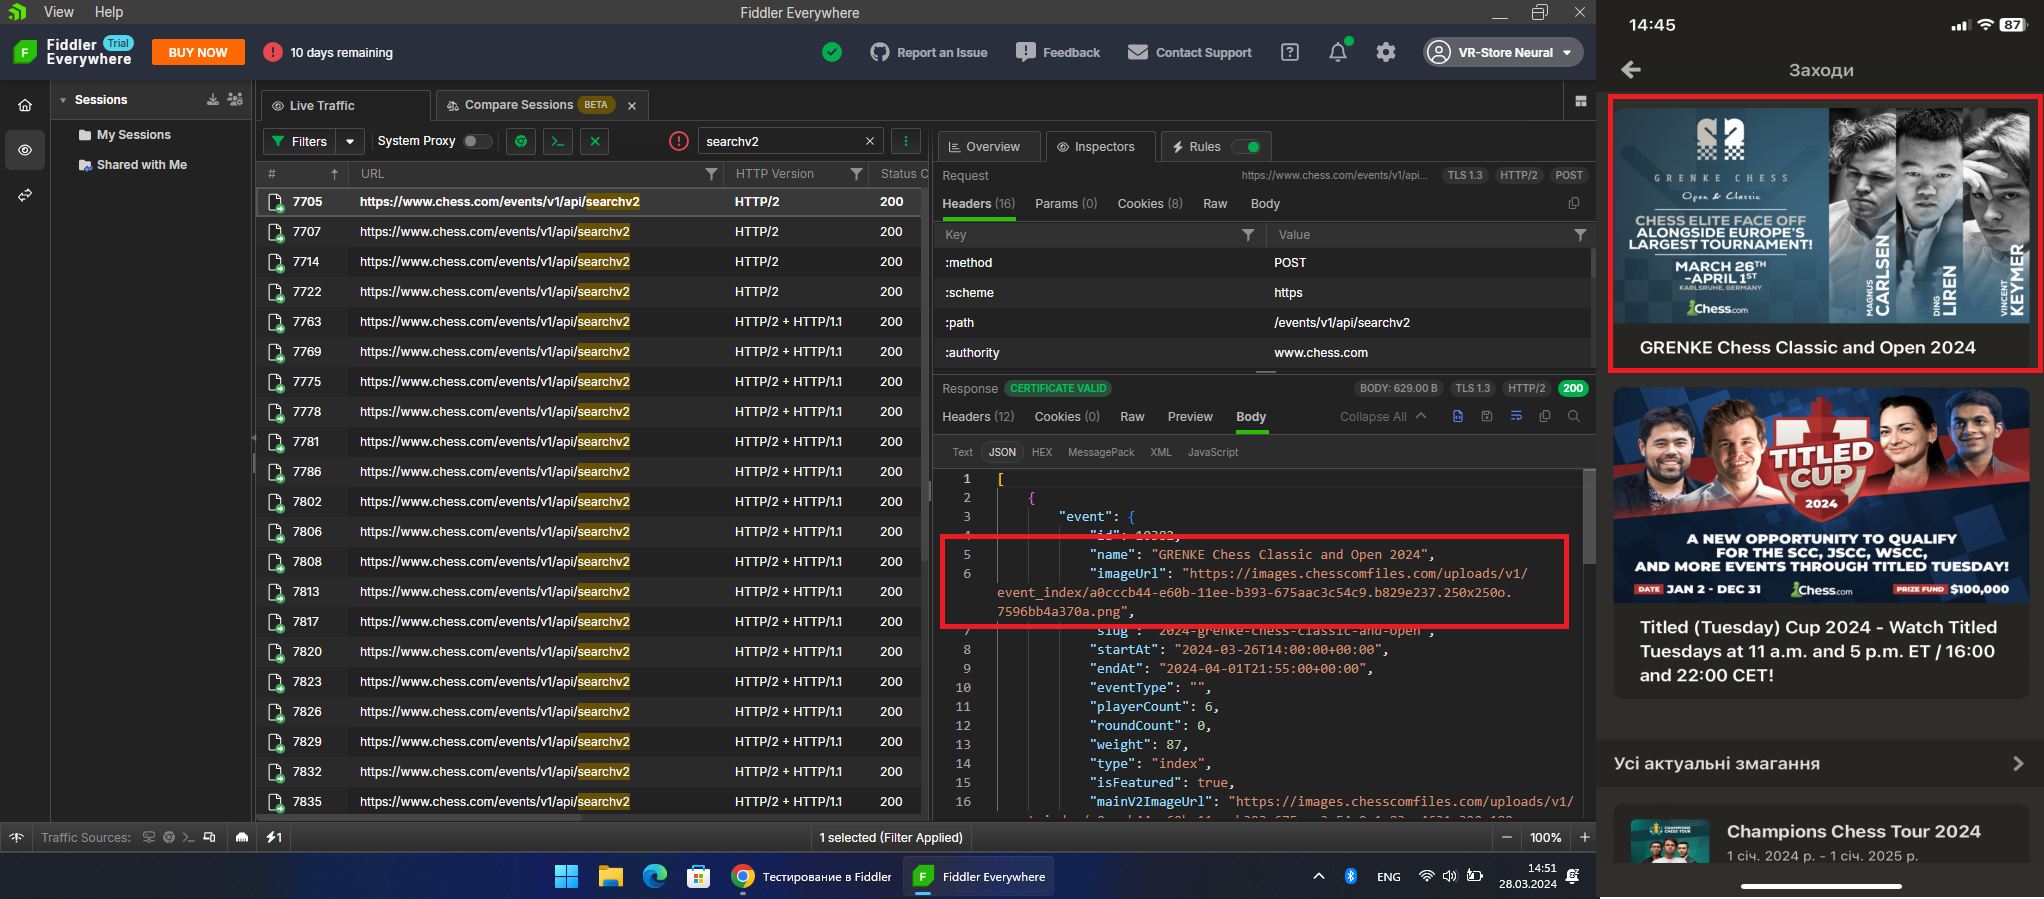 View Help
Fiddler Everywhere
Fiddler Trial
Everywhere
BUY NOW
10 days remaining
Report an Issue
Feedback
Contact Support
VR-Store Neural
Sessions
My Sessions
Shared with Me
Live Traffic
Compare Sessions BETA
Filters
System Proxy
searchv2
# URL HTTP Version Status C
7705 https://www.chess.com/events/v1/api/searchv2 HTTP/2 200
7707 https://www.chess.com/events/v1/api/searchv2 HTTP/2 200
7714 https://www.chess.com/events/v1/api/searchv2 HTTP/2 200
7722 https://www.chess.com/events/v1/api/searchv2 HTTP/2 200
7763 https://www.chess.com/events/v1/api/searchv2 HTTP/2 + HTTP/1.1 200
7769 https://www.chess.com/events/v1/api/searchv2 HTTP/2 + HTTP/1.1 200
7775 https://www.chess.com/events/v1/api/searchv2 HTTP/2 + HTTP/1.1 200
7778 https://www.chess.com/events/v1/api/searchv2 HTTP/2 + HTTP/1.1 200
7781 https://www.chess.com/events/v1/api/searchv2 HTTP/2 + HTTP/1.1 200
7786 https://www.chess.com/events/v1/api/searchv2 HTTP/2 + HTTP/1.1 200
7802 https://www.chess.com/events/v1/api/searchv2 HTTP/2 + HTTP/1.1 200
7806 https://www.chess.com/events/v1/api/searchv2 HTTP/2 + HTTP/1.1 200
7808 https://www.chess.com/events/v1/api/searchv2 HTTP/2 + HTTP/1.1 200
7813 https://www.chess.com/events/v1/api/searchv2 HTTP/2 + HTTP/1.1 200
7817 https://www.chess.com/events/v1/api/searchv2 HTTP/2 + HTTP/1.1 200
7820 https://www.chess.com/events/v1/api/searchv2 HTTP/2 + HTTP/1.1 200
7823 https://www.chess.com/events/v1/api/searchv2 HTTP/2 + HTTP/1.1 200
7826 https://www.chess.com/events/v1/api/searchv2 HTTP/2 + HTTP/1.1 200
7829 https://www.chess.com/events/v1/api/searchv2 HTTP/2 + HTTP/1.1 200
7832 https://www.chess.com/events/v1/api/searchv2 HTTP/2 + HTTP/1.1 200
7835 https://www.chess.com/events/v1/api/searchv2 HTTP/2 + HTTP/1.1 200
Overview Inspectors Rules
Request https://www.chess.com/events/v1/api... TLS 1.3 HTTP/2 POST
Headers (16) Params (0) Cookies (8) Raw Body
Key Value
:method POST
:scheme https
:path /events/v1/api/searchv2
:authority www.chess.com
Response CERTIFICATE VALID BODY: 629.00 B TLS 1.3 HTTP/2 200
Headers (12) Cookies (0) Raw Preview Body Collapse All
Text JSON HEX MessagePack XML JavaScript
1 [
2 {
3 "event": {
4 "id": 10382,
5 "name": "GRENKE Chess Classic and Open 2024",
6 "imageUrl": "https://images.chesscomfiles.com/uploads/v1/
event_index/a0cccb44-e60b-11ee-b393-675aac3c54c9.b829e237.250x250o.
7596bb4a370a.png",
7 "slug": "2024-grenke-chess-classic-and-open",
8 "startAt": "2024-03-26T14:00:00+00:00",
9 "endAt": "2024-04-01T21:55:00+00:00",
10 "eventType": "",
11 "playerCount": 6,
12 "roundCount": 0,
13 "weight": 87,
14 "type": "index",
15 "isFeatured": true,
16 "mainV2ImageUrl": "https://images.chesscomfiles.com/uploads/v1/
Traffic Sources:
1
1 selected (Filter Applied)
100%
Тестирование в Fiddler
Fiddler Everywhere
ENG
14:51
28.03.2024
14:45
87
Заходи
GRENKE CHESS
Open & Classic
CHESS ELITE FACE OFF
ALONGSIDE EUROPE'S
LARGEST TOURNAMENT!
MARCH 26TH
-APRIL 1ST
KARLSRUHE, GERMANY
Chess.com
MAGNUS CARLSEN
DING LIREN
VINCENT KEYMER
GRENKE Chess Classic and Open 2024
TITLED
CUP
2024
A NEW OPPORTUNITY TO QUALIFY
FOR THE SCC, JSCC, WSCC,
AND MORE EVENTS THROUGH TITLED TUESDAY!
DATE JAN 2 - DEC 31 Chess.com PRIZE FUND $100,000
Titled (Tuesday) Cup 2024 - Watch Titled
Tuesdays at 11 a.m. and 5 p.m. ET / 16:00
and 22:00 CET!
Усі актуальні змагання
CHAMPIONS
CHESS TOUR
Champions Chess Tour 2024
1 січ. 2024 р. - 1 січ. 2025 р.